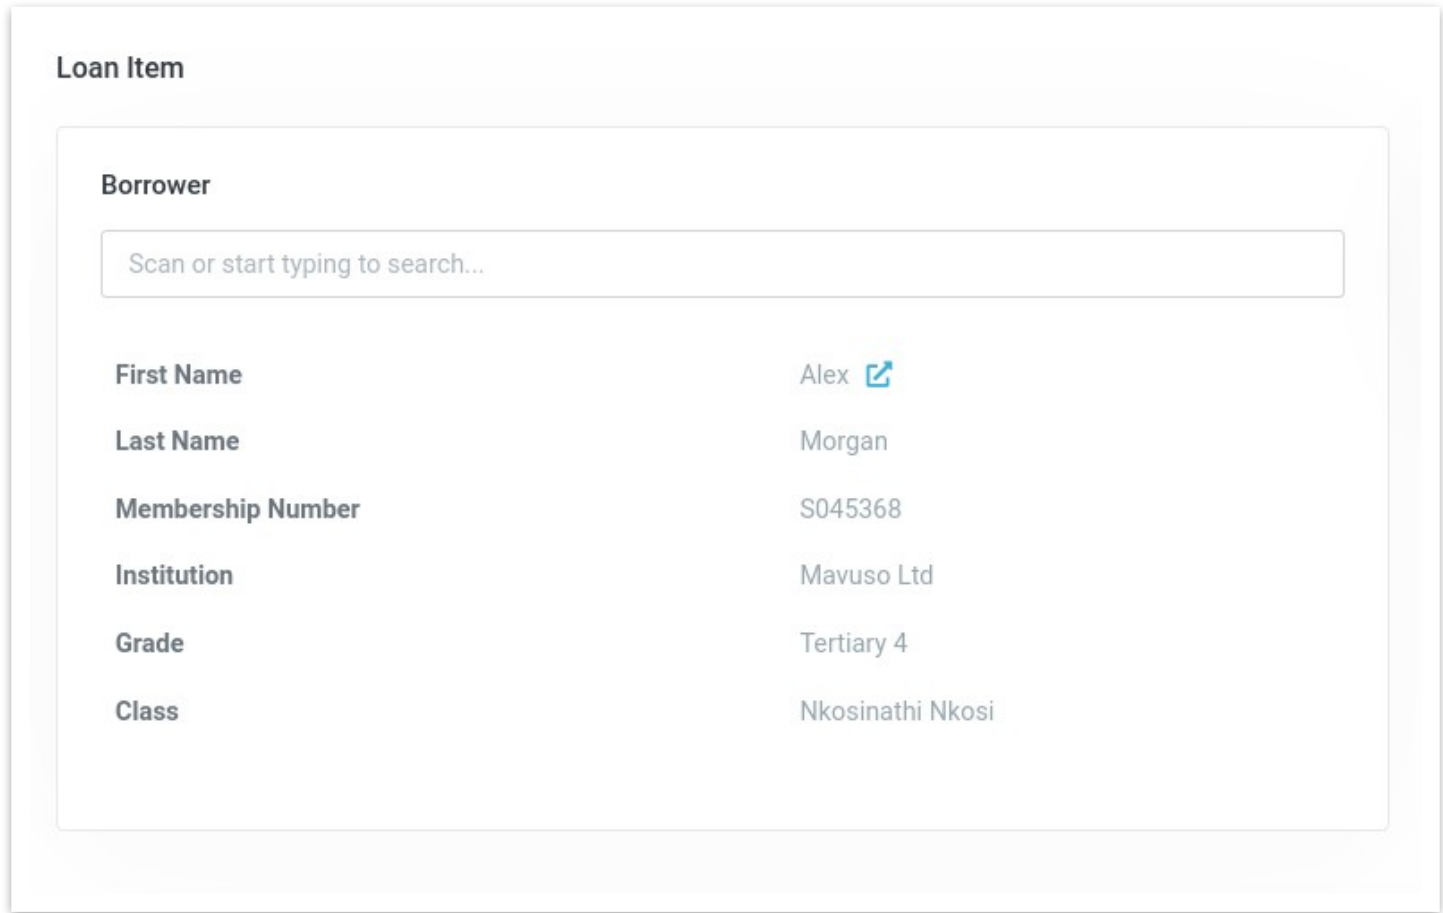 Loan Item
Borrower
Scan or start typing to search...
First Name Alex
Last Name Morgan
Membership Number S045368
Institution Mavuso Ltd
Grade Tertiary 4
Class Nkosinathi Nkosi